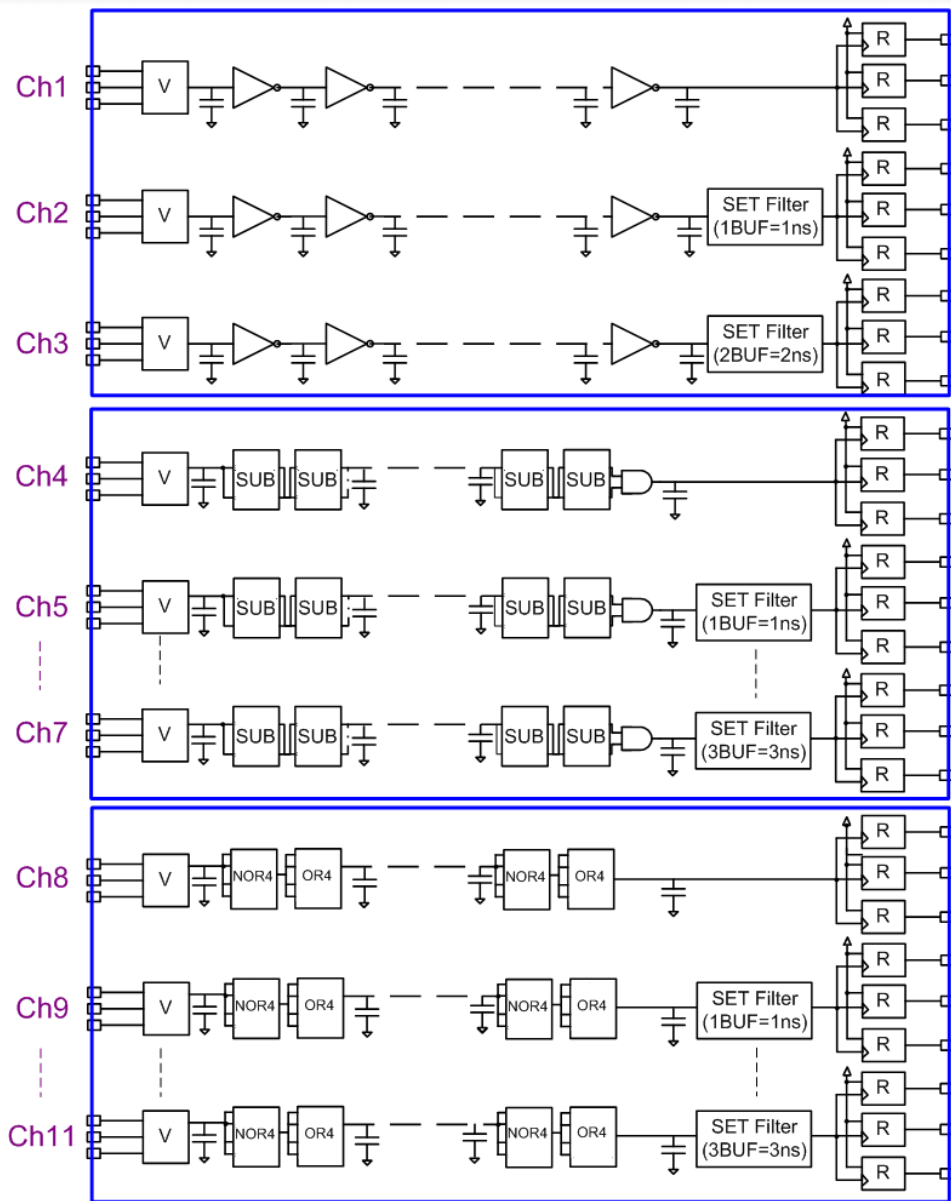 R
Ch1 V R
R
R
Ch2 V SET Filter R
(1BUF=1ns)
R
R
Ch3 V SET Filter R
(2BUF=2ns)
R
R
Ch4 V SUB SUB SUB SUB R
R
R
Ch5 V SUB SUB SUB SUB SET Filter R
(1BUF=1ns)
R
R
Ch7 V SUB SUB SUB SUB SET Filter R
(3BUF=3ns)
R
R
Ch8 V NOR4 OR4 NOR4 OR4 R
R
R
Ch9 V NOR4 OR4 NOR4 OR4 SET Filter R
(1BUF=1ns)
R
R
Ch11 V NOR4 OR4 NOR4 OR4 SET Filter R
(3BUF=3ns)
R